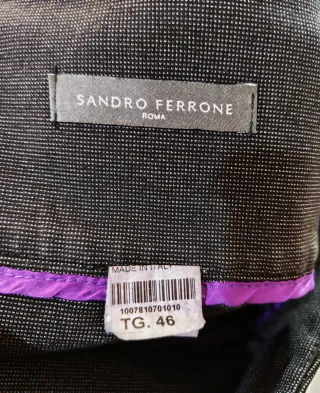 SANDRO FERRONE
ROMA
MADE IN ITALY
1007810701010
TG. 46